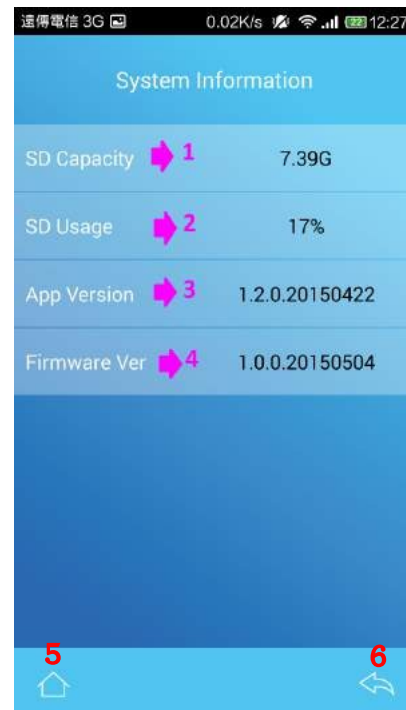 遠傳電信 3G 0.02K/s 22 12:27
System Information
SD Capacity 1 7.39G
SD Usage 2 17%
App Version 3 1.2.0.20150422
Firmware Ver 4 1.0.0.20150504
5 6